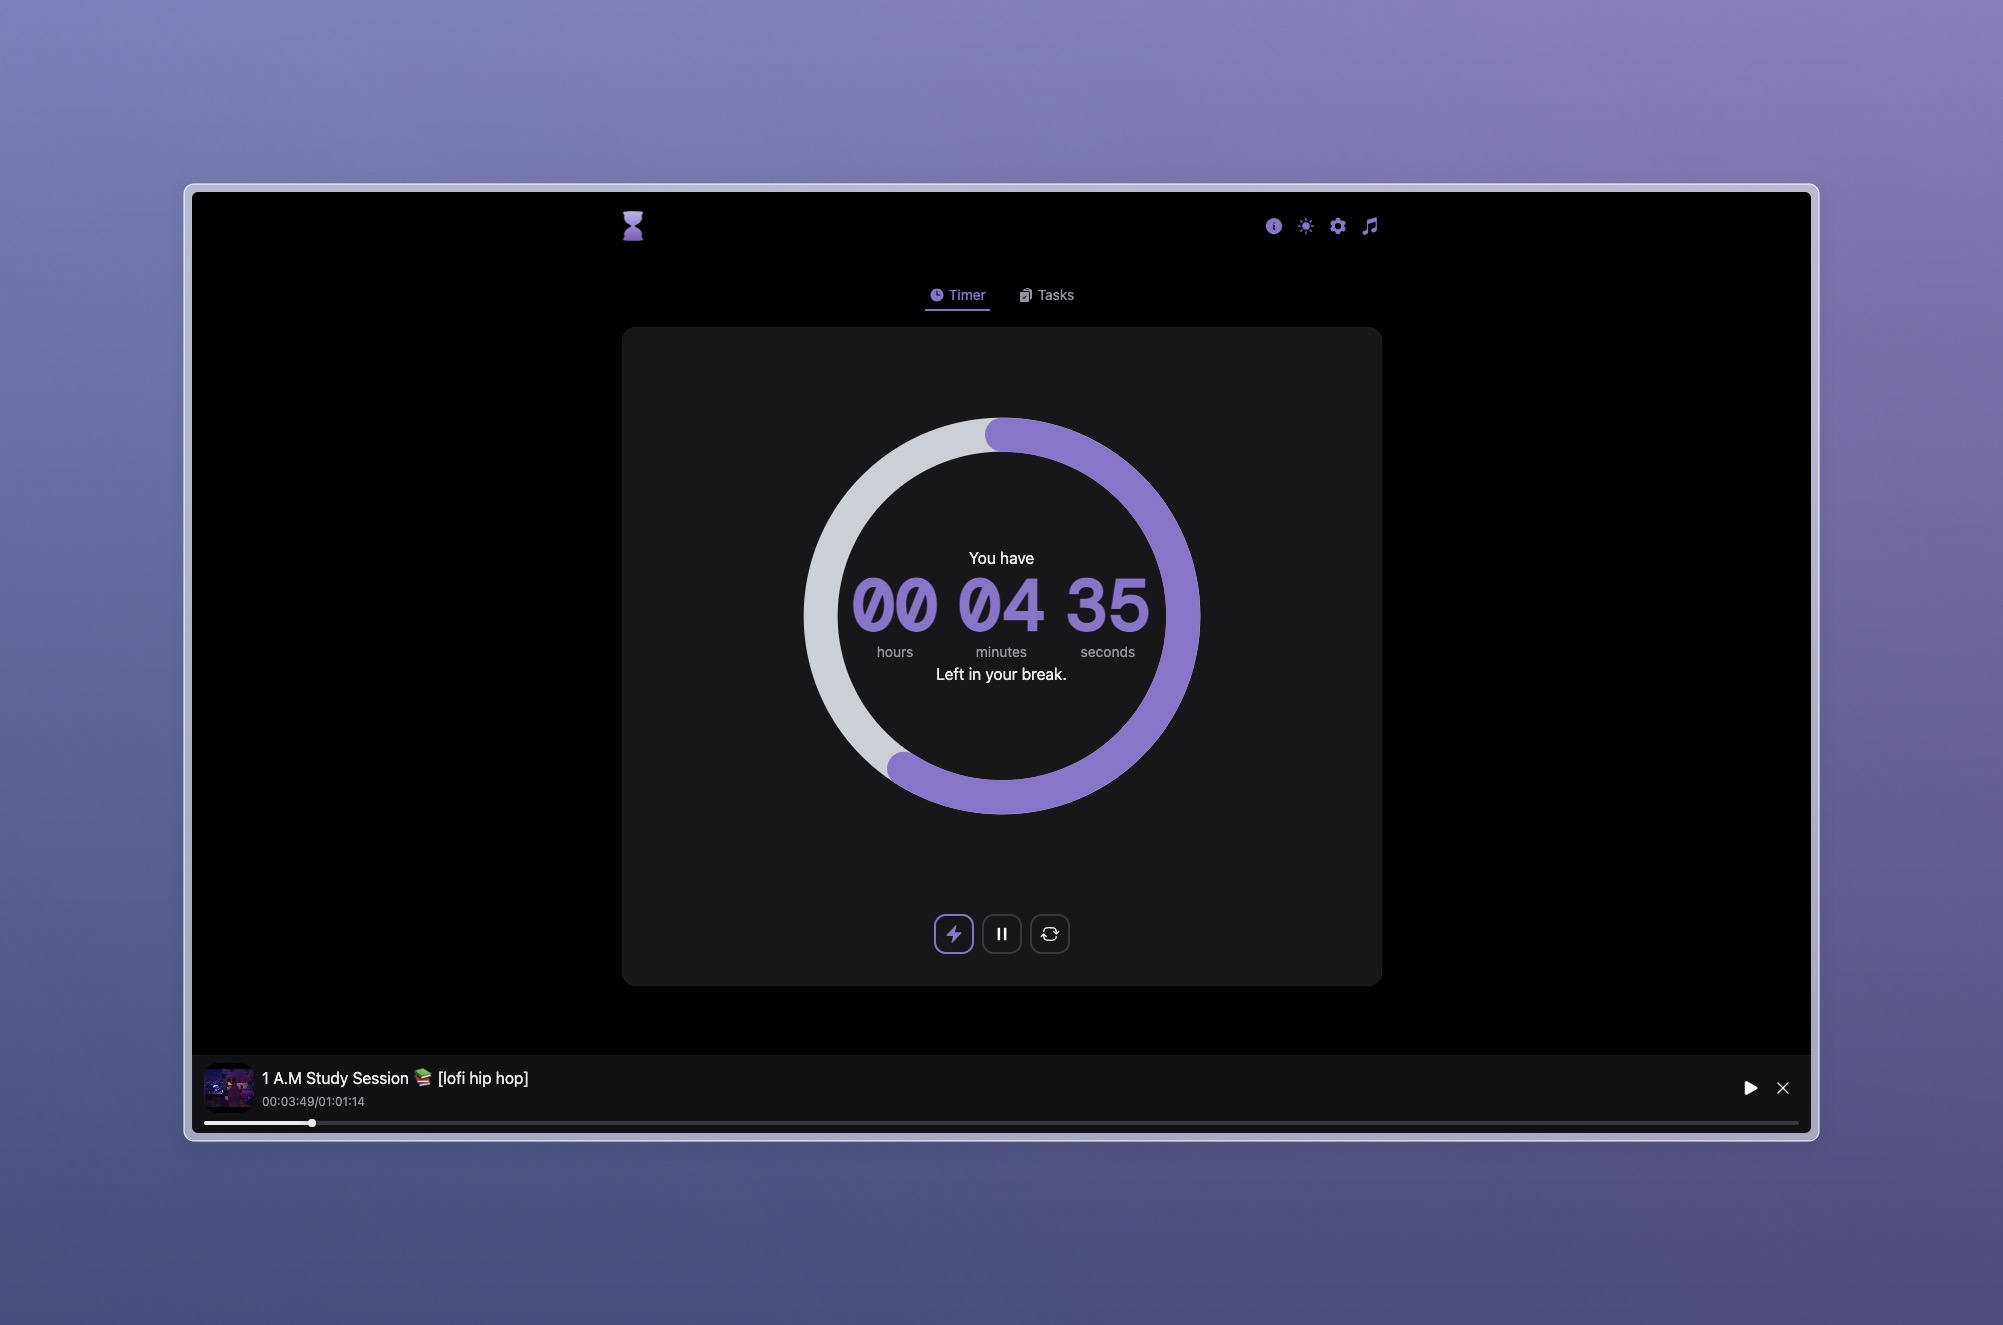 Timer Tasks
You have
00 04 35
hours minutes seconds
Left in your break.
1 A.M Study Session 📚 [lofi hip hop]
00:03:49/01:01:14